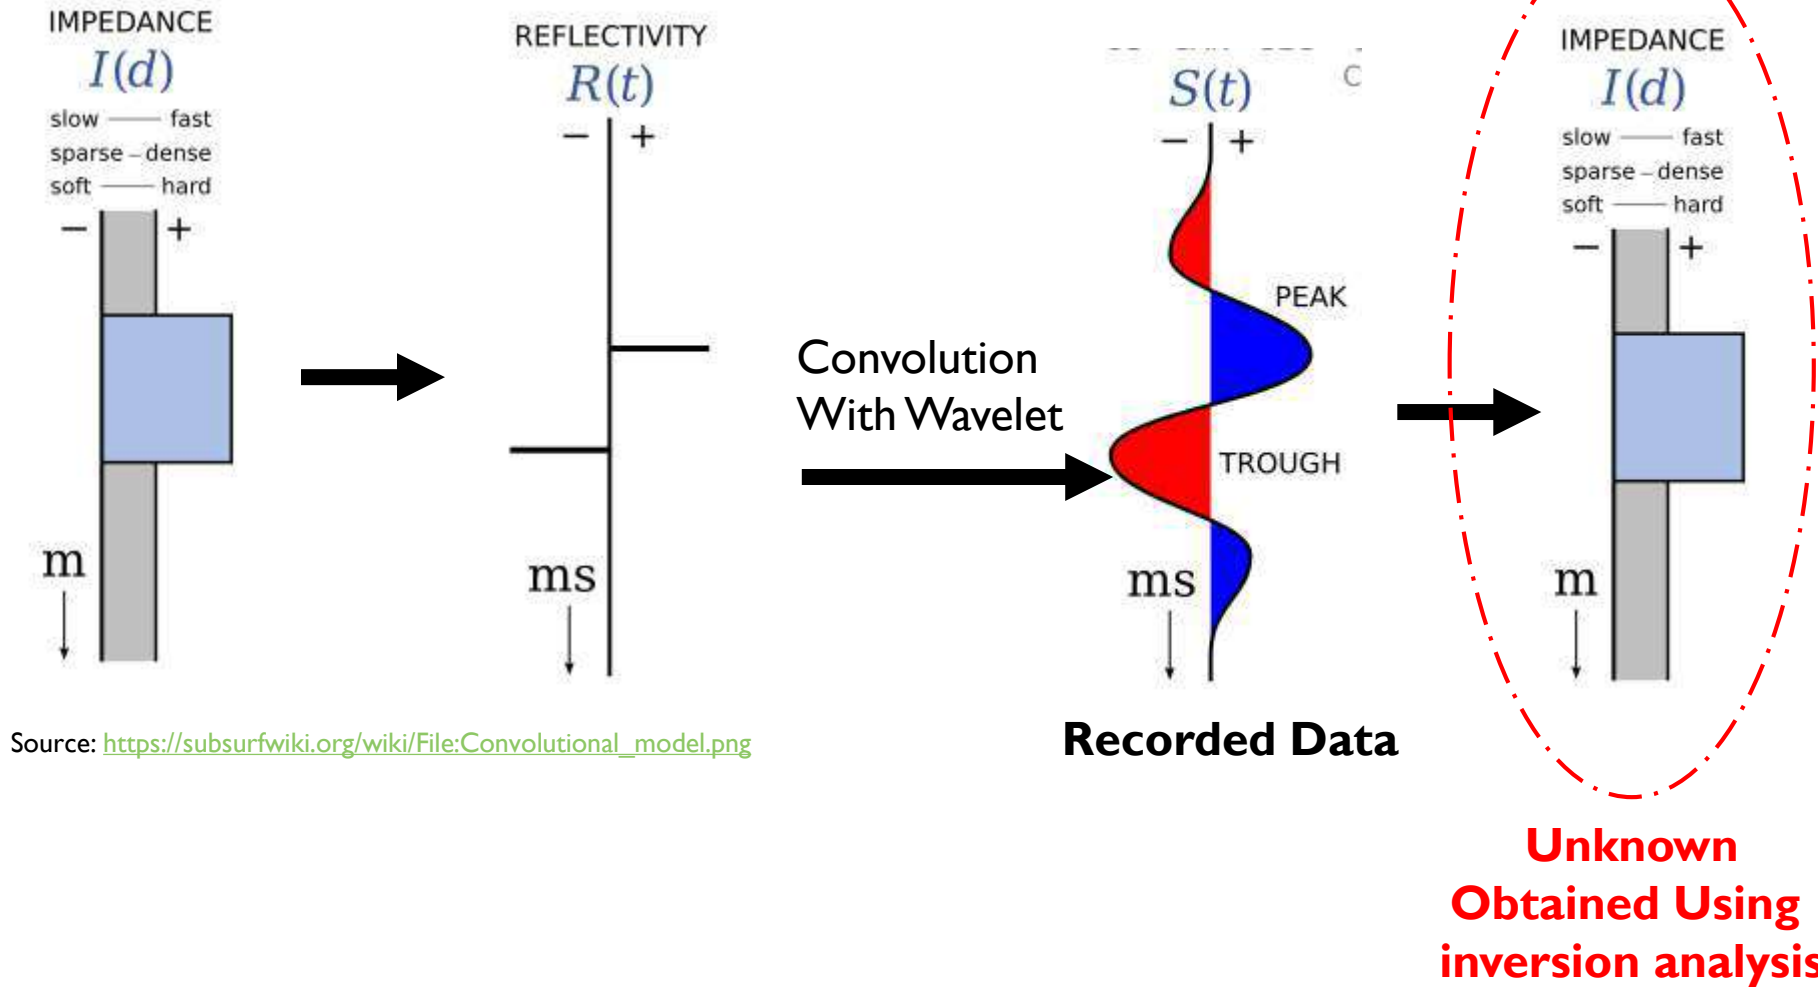 IMPEDANCE
I(d)
slow — fast
sparse – dense
soft — hard
− +
m
REFLECTIVITY
R(t)
− +
ms
Convolution
With Wavelet
S(t)
C
− +
PEAK
TROUGH
ms
IMPEDANCE
I(d)
slow — fast
sparse – dense
soft — hard
− +
m
Source: https://subsurfwiki.org/wiki/File:Convolutional_model.png
Recorded Data
Unknown
Obtained Using
inversion analysis